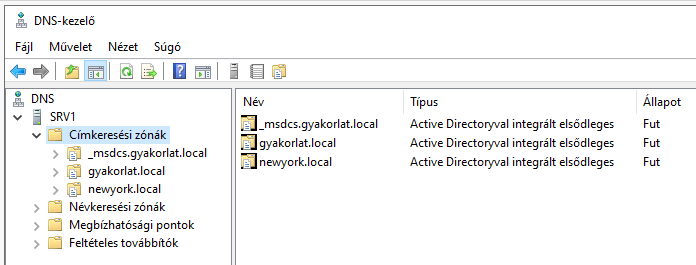 DNS-kezelő
Fájl Művelet Nézet Súgó
DNS
SRV1
Címkeresési zónák
_msdcs.gyakorlat.local
gyakorlat.local
newyork.local
Névkeresési zónák
Megbízhatósági pontok
Feltételes továbbítók
Név Típus Állapot
_msdcs.gyakorlat.local Active Directoryval integrált elsődleges Fut
gyakorlat.local Active Directoryval integrált elsődleges Fut
newyork.local Active Directoryval integrált elsődleges Fut